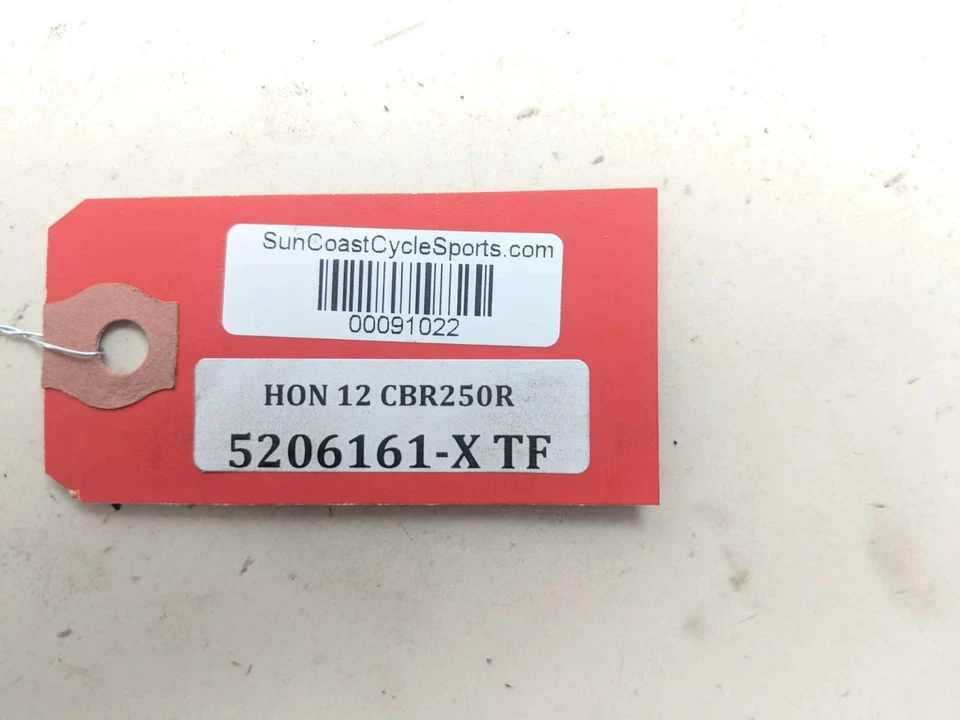 SunCoastCycleSports.com
00091022
HON 12 CBR250R
5206161-X TF